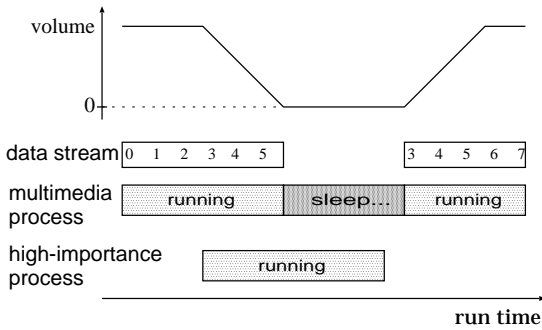 volume
0
data stream 0 1 2 3 4 5 3 4 5 6 7
multimedia process running sleep... running
high-importance process running
run time